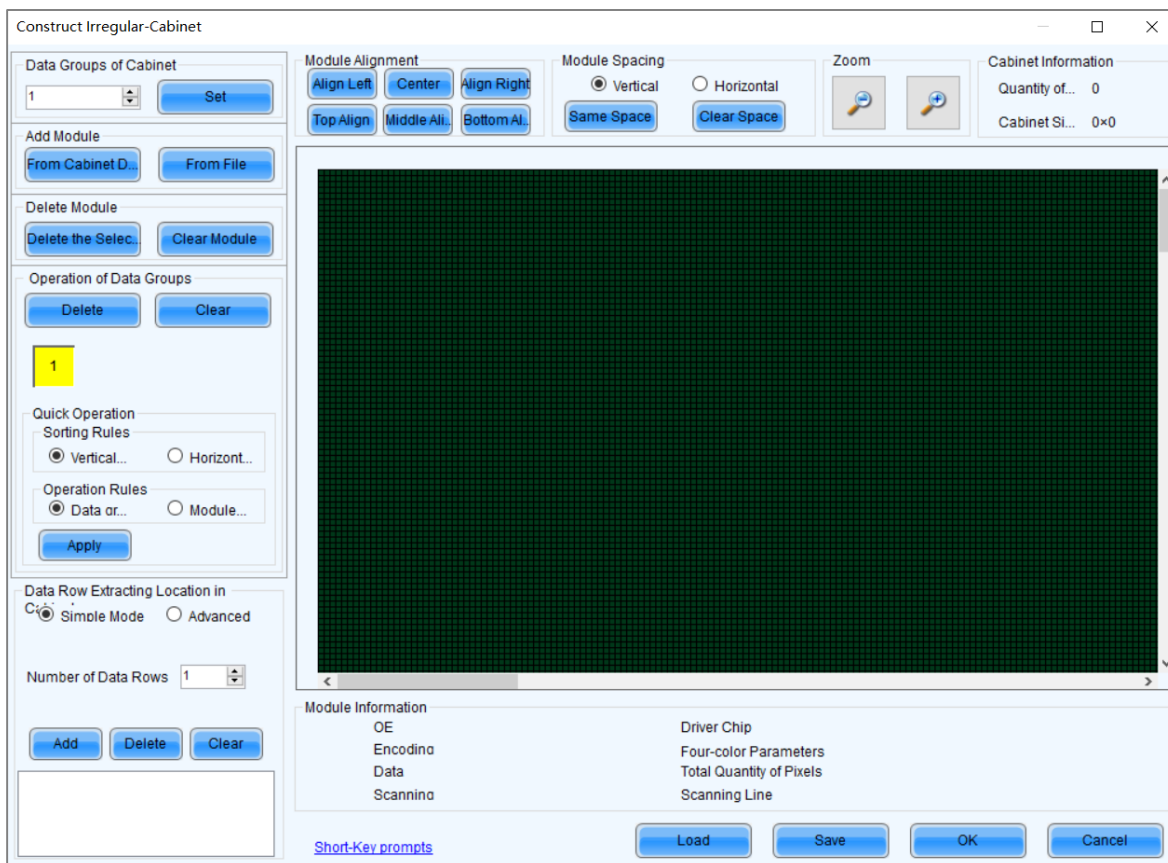 Construct Irregular-Cabinet
Data Groups of Cabinet
1
Set
Add Module
From Cabinet D...
From File
Delete Module
Delete the Selec...
Clear Module
Operation of Data Groups
Delete
Clear
1
Quick Operation
Sorting Rules
Vertical...
Horizont...
Operation Rules
Data gr...
Module...
Apply
Data Row Extracting Location in
Simple Mode
Advanced
Number of Data Rows
1
Add
Delete
Clear
Module Alignment
Align Left
Center
Align Right
Top Align
Middle Ali..
Bottom Al..
Module Spacing
Vertical
Horizontal
Same Space
Clear Space
Zoom
Cabinet Information
Quantity of... 0
Cabinet Si... 0×0
Module Information
OE
Driver Chip
Encoding
Four-color Parameters
Data
Total Quantity of Pixels
Scanning
Scanning Line
Short-Key prompts
Load
Save
OK
Cancel